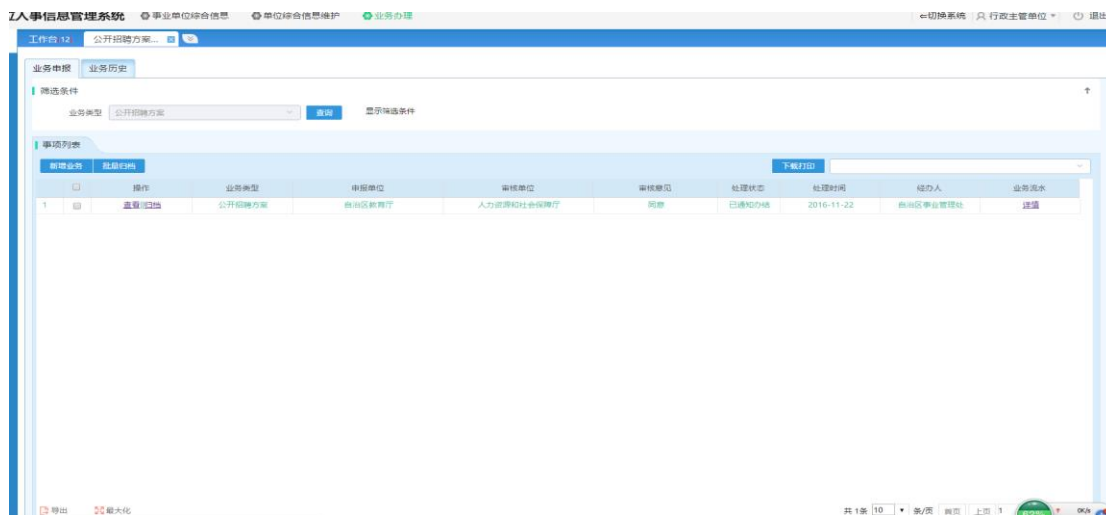 人事信息管理系统 事业单位综合信息 单位综合信息维护 业务办理 切换系统 行政主管单位 退出
工作台 12 公开招聘方案...
业务申报 业务历史
筛选条件
业务类型 公开招聘方案 查询 显示筛选条件
事项列表
新增业务 批量归档 下载打印
操作 业务类型 申报单位 审核单位 审核意见 处理状态 处理时间 经办人 业务流水
1 查看 归档 公开招聘方案 自治区教育厅 人力资源和社会保障厅 同意 已通知办结 2016-11-22 自治区事业管理处 详情
导出 最大化 共 1条 10 条/页 首页 上页 1 0K/s